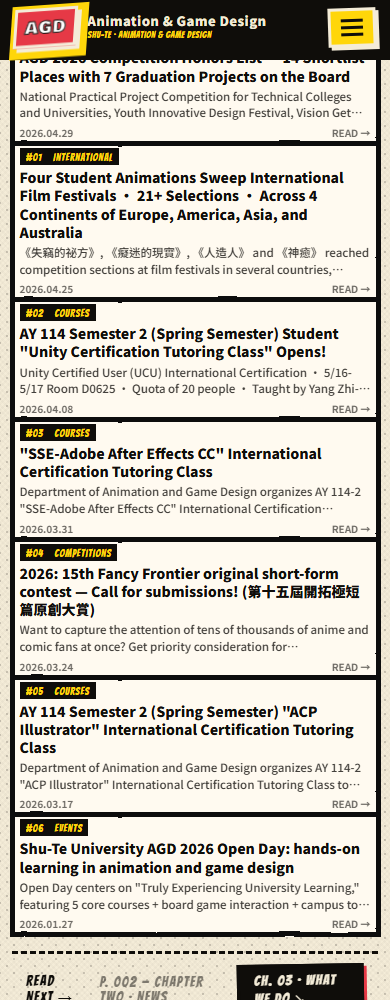 AGD
Animation & Game Design
SHU-TE · ANIMATION & GAME DESIGN
AGD 2026 Competition Honors List — 14 Shortlist
Places with 7 Graduation Projects on the Board
National Practical Project Competition for Technical Colleges
and Universities, Youth Innovative Design Festival, Vision Get…
2026.04.29
READ →
#01 INTERNATIONAL
Four Student Animations Sweep International
Film Festivals · 21+ Selections · Across 4
Continents of Europe, America, Asia, and
Australia
《失竊的祕方》, 《癡迷的現實》, 《人造人》 and 《神癒》 reached
competition sections at film festivals in several countries,…
2026.04.25
READ →
#02 COURSES
AY 114 Semester 2 (Spring Semester) Student
"Unity Certification Tutoring Class" Opens!
Unity Certified User (UCU) International Certification · 5/16-
5/17 Room D0625 · Quota of 20 people · Taught by Yang Zhi-…
2026.04.08
READ →
#03 COURSES
"SSE-Adobe After Effects CC" International
Certification Tutoring Class
Department of Animation and Game Design organizes AY 114-2
"SSE-Adobe After Effects CC" International Certification…
2026.03.31
READ →
#04 COMPETITIONS
2026: 15th Fancy Frontier original short-form
contest — Call for submissions! (第十五屆開拓極短
篇原創大賞)
Want to capture the attention of tens of thousands of anime and
comic fans at once? Get priority consideration for…
2026.03.24
READ →
#05 COURSES
AY 114 Semester 2 (Spring Semester) "ACP
Illustrator" International Certification Tutoring
Class
Department of Animation and Game Design organizes AY 114-2
"ACP Illustrator" International Certification Tutoring Class to…
2026.03.17
READ →
#06 EVENTS
Shu-Te University AGD 2026 Open Day: hands-on
learning in animation and game design
Open Day centers on "Truly Experiencing University Learning,"
featuring 5 core courses + board game interaction + campus to…
2026.01.27
READ →
READ
NEXT →
P. 002 — CHAPTER
TWO · NEWS
CH. 03 · WHAT
WE DO ↘